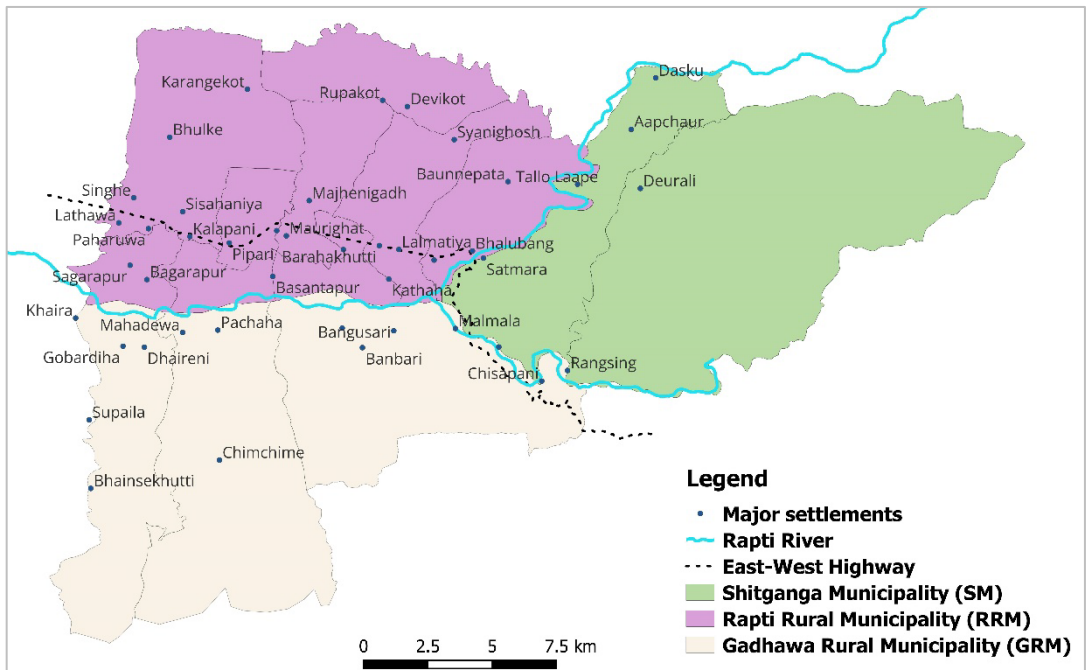 Dasku
Karangekot
Rupakot
Devikot
Aapchaur
Bhulke
Syanighosh
Baunnepata
Tallo Laape
Deurali
Singhe
Majhenigadh
Sisahaniya
Lathawa
Kalapani
Maurighat
Paharuwa
Pipari
Barahakhutti
Lalmatiya
Bhalubang
Satmara
Sagarapur
Bagarapur
Basantapur
Kathaha
Khaira
Mahadewa
Pachaha
Bangusari
Malmala
Gobardiha
Dhaireni
Banbari
Chisapani
Rangsing
Supaila
Chimchime
Bhainsekhutti
Legend
Major settlements
Rapti River
East-West Highway
Shitganga Municipality (SM)
Rapti Rural Municipality (RRM)
Gadhawa Rural Municipality (GRM)
0 2.5 5 7.5 km